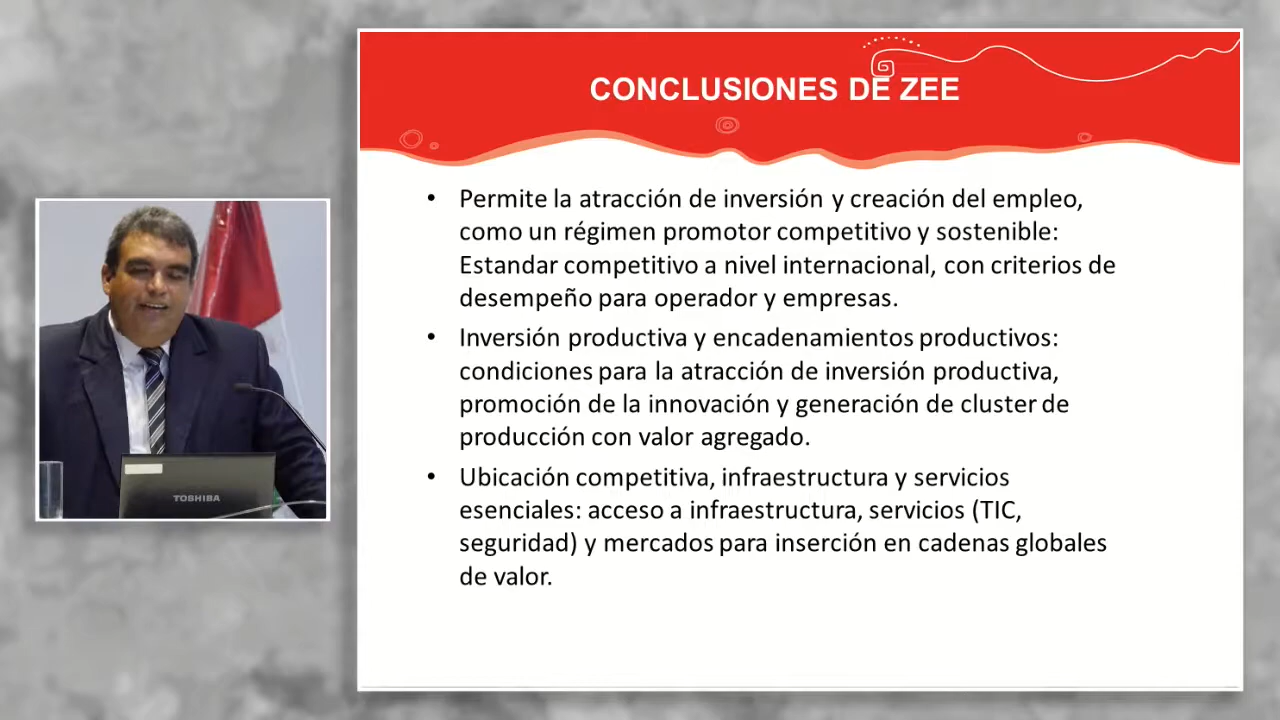 CONCLUSIONES DE ZEE
• Permite la atracción de inversión y creación del empleo,
como un régimen promotor competitivo y sostenible:
Estandar competitivo a nivel internacional, con criterios de
desempeño para operador y empresas.
• Inversión productiva y encadenamientos productivos:
condiciones para la atracción de inversión productiva,
promoción de la innovación y generación de cluster de
producción con valor agregado.
• Ubicación competitiva, infraestructura y servicios
esenciales: acceso a infraestructura, servicios (TIC,
seguridad) y mercados para inserción en cadenas globales
de valor.
TOSHIBA